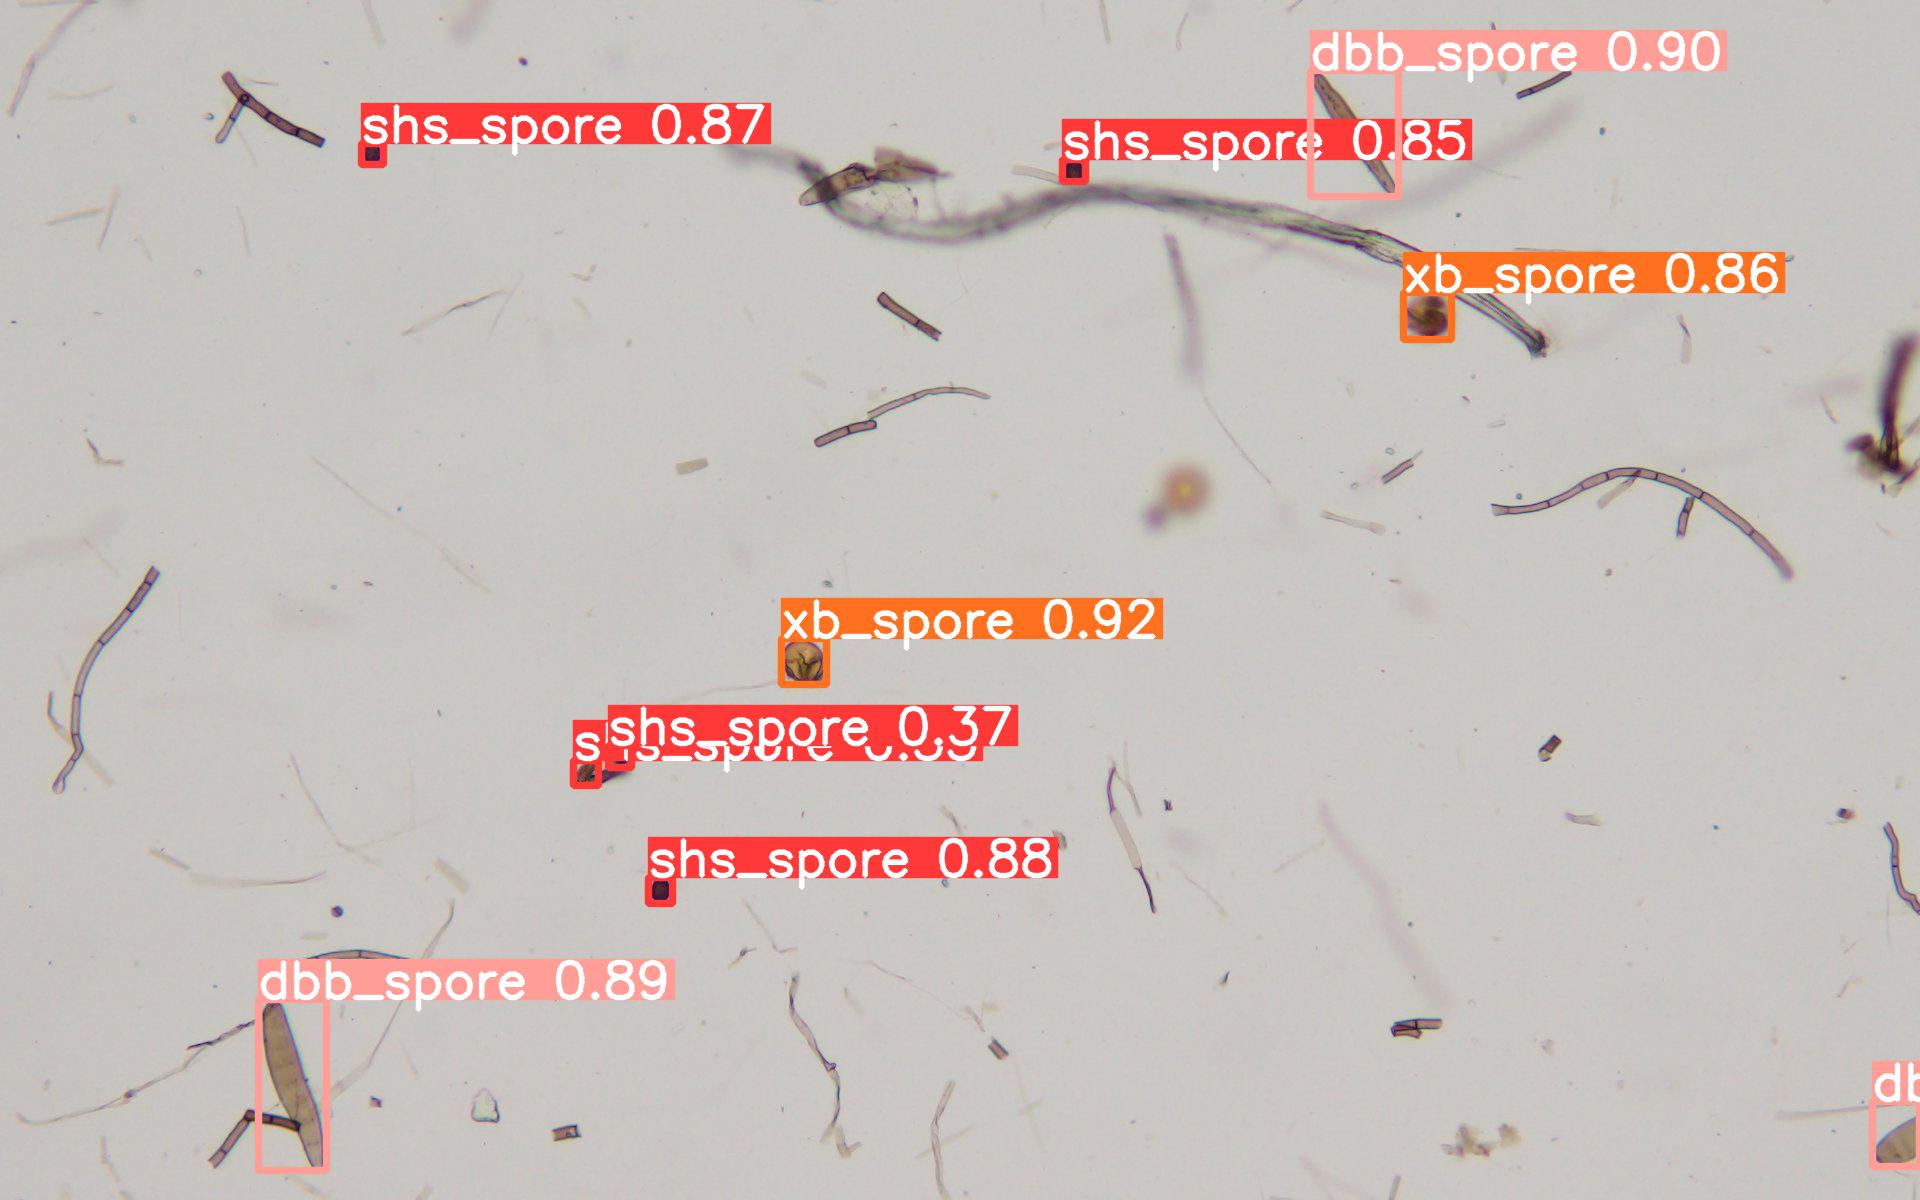 dbb_spore 0.90
shs_spore 0.87
shs_spore 0.85
xb_spore 0.86
xb_spore 0.92
shs_spore 0.37
shs_spore 0.88
dbb_spore 0.89
db